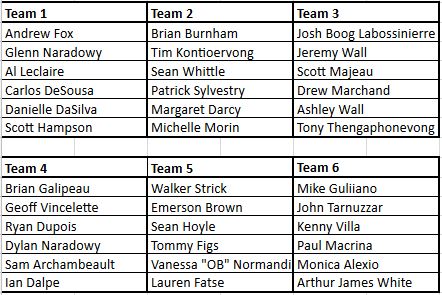 Team 1 Team 2 Team 3
Andrew Fox Brian Burnham Josh Boog Labossinierre
Glenn Naradowy Tim Kontioervong Jeremy Wall
Al Leclaire Sean Whittle Scott Majeau
Carlos DeSousa Patrick Sylvestry Drew Marchand
Danielle DaSilva Margaret Darcy Ashley Wall
Scott Hampson Michelle Morin Tony Thengaphonevong
Team 4 Team 5 Team 6
Brian Galipeau Walker Strick Mike Guliiano
Geoff Vincelette Emerson Brown John Tarnuzzar
Ryan Dupois Sean Hoyle Kenny Villa
Dylan Naradowy Tommy Figs Paul Macrina
Sam Archambeault Vanessa "OB" Normandi Monica Alexio
Ian Dalpe Lauren Fatse Arthur James White